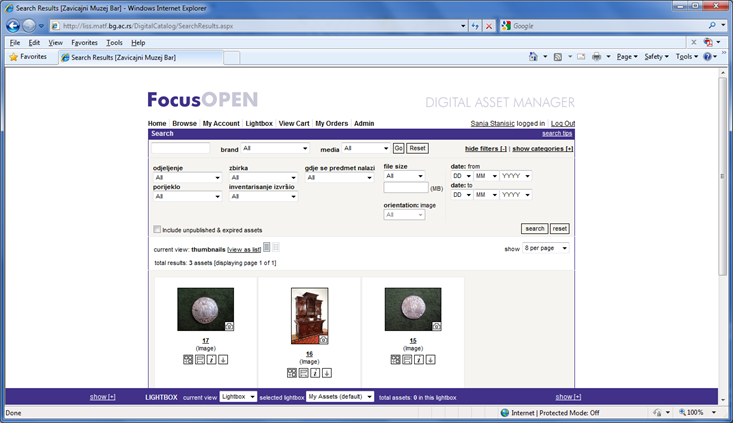 Search Results [Zavicajni Muzej Bar] - Windows Internet Explorer
http://liss.matf.bg.ac.rs/DigitalCatalog/SearchResults.aspx Google
File Edit View Favorites Tools Help
Favorites Search Results [Zavicajni Muzej Bar] Page Safety Tools
FocusOPEN DIGITAL ASSET MANAGER
Home Browse My Account Lightbox View Cart My Orders Admin Sanja Stanisic logged in Log Out
Search search tips
brand All media All Go Reset hide filters [-] show categories [+]
odjeljenje zbirka gdje se predmet nalazi file size date: from
All All All All DD MM YYYY
porijeklo inventarisanje izvršio (MB) date: to
All All DD MM YYYY
orientation: image
All
Include unpublished & expired assets search reset
current view: thumbnails [view as list] show 8 per page
total results: 3 assets [displaying page 1 of 1]
17 16 15
(Image) (Image) (Image)
show [+] LIGHTBOX current view Lightbox selected lightbox My Assets (default) total assets: 0 in this lightbox show [+]
Done Internet | Protected Mode: Off 100%